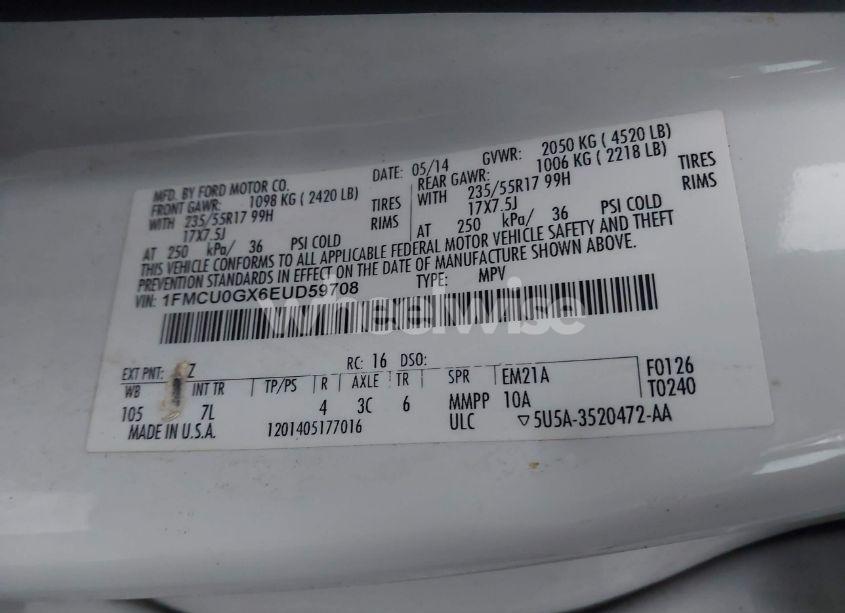 MFD. BY FORD MOTOR CO. DATE: 05/14 GVWR: 2050 KG ( 4520 LB)
FRONT GAWR: 1098 KG ( 2420 LB) REAR GAWR: 1006 KG ( 2218 LB)
WITH 235/55R17 99H TIRES WITH 235/55R17 99H TIRES
17X7.5J RIMS 17X7.5J RIMS
AT 250 kPa/ 36 PSI COLD AT 250 kPa/ 36 PSI COLD
THIS VEHICLE CONFORMS TO ALL APPLICABLE FEDERAL MOTOR VEHICLE SAFETY AND THEFT
PREVENTION STANDARDS IN EFFECT ON THE DATE OF MANUFACTURE SHOWN ABOVE.
VIN: 1FMCU0GX6EUD59708 TYPE: MPV
wheelwise
EXT PNT: Z RC: 16 DSO:
WB INT TR TP/PS R AXLE TR SPR EM21A F0126
105 7L 4 3C 6 MMPP 10A T0240
MADE IN U.S.A. 1201405177016 ULC ▽5U5A-3520472-AA